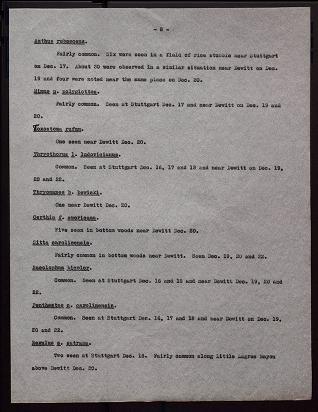 - 8 -
Anthus rubescens.
Fairly common. Six were seen in a field of rice stubble near Stuttgart
on Dec. 17. About 30 were observed in a similar situation near Dewitt on Dec.
19 and four were noted near the same place on Dec. 20.
Mimus p. polyglottos.
Fairly common. Seen at Stuttgart Dec. 17 and near Dewitt on Dec. 19 and
20.
Toxostoma rufum.
One seen near Dewitt Dec. 20.
Thryothorus l. ludovicianus.
Common. Seen at Stuttgart Dec. 16, 17 and 18 and near Dewitt on Dec. 19,
20 and 22.
Thryomanes b. bewicki.
One near Dewitt Dec. 20.
Certhia f. americana.
Five seen in bottom woods near Dewitt Dec. 20.
Sitta carolinensis.
Fairly common in bottom woods near Dewitt. Seen Dec. 19, 20 and 22.
Baeolophus bicolor.
Common. Seen at Stuttgart Dec. 16 and 18 and near Dewitt Dec. 19, 20 and
22.
Penthestes c. carolinensis.
Common. Seen at Stuttgart Dec. 16, 17 and 18 and near Dewitt on Dec. 19,
20 and 22.
Regulus s. satrapa.
Two seen at Stuttgart Dec. 18. Fairly common along Little Lagrue Bayou
above Dewitt Dec. 20.